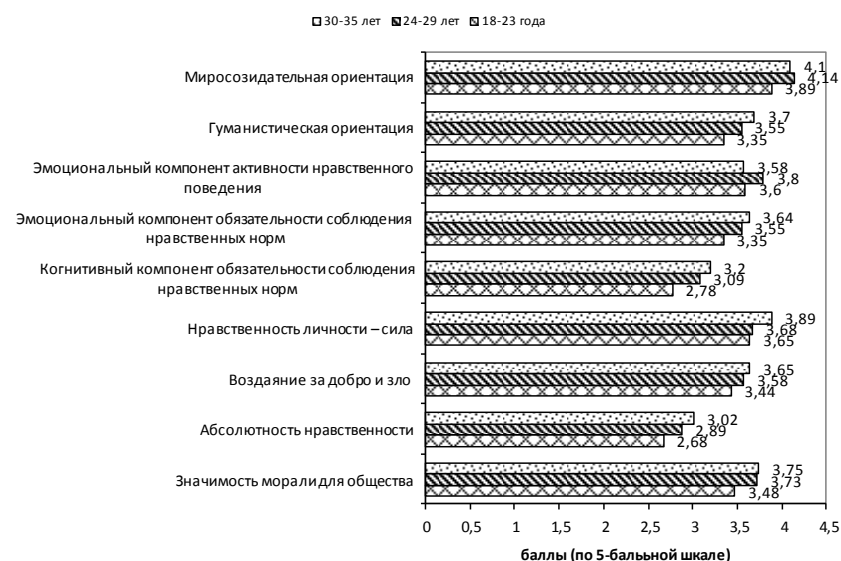 30-35 лет 24-29 лет 18-23 года
Миросозидательная ориентация
4,1
4,14
3,89
Гуманистическая ориентация
3,7
3,55
3,35
Эмоциональный компонент активности нравственного
поведения
3,58
3,8
3,6
Эмоциональный компонент обязательности соблюдения
нравственных норм
3,64
3,55
3,35
Когнитивный компонент обязательности соблюдения
нравственных норм
3,2
3,09
2,78
Нравственность личности – сила
3,89
3,68
3,65
Воздаяние за добро и зло
3,65
3,58
3,44
Абсолютность нравственности
3,02
2,89
2,68
Значимость морали для общества
3,75
3,73
3,48
0 0,5 1 1,5 2 2,5 3 3,5 4 4,5
баллы (по 5-балььной шкале)